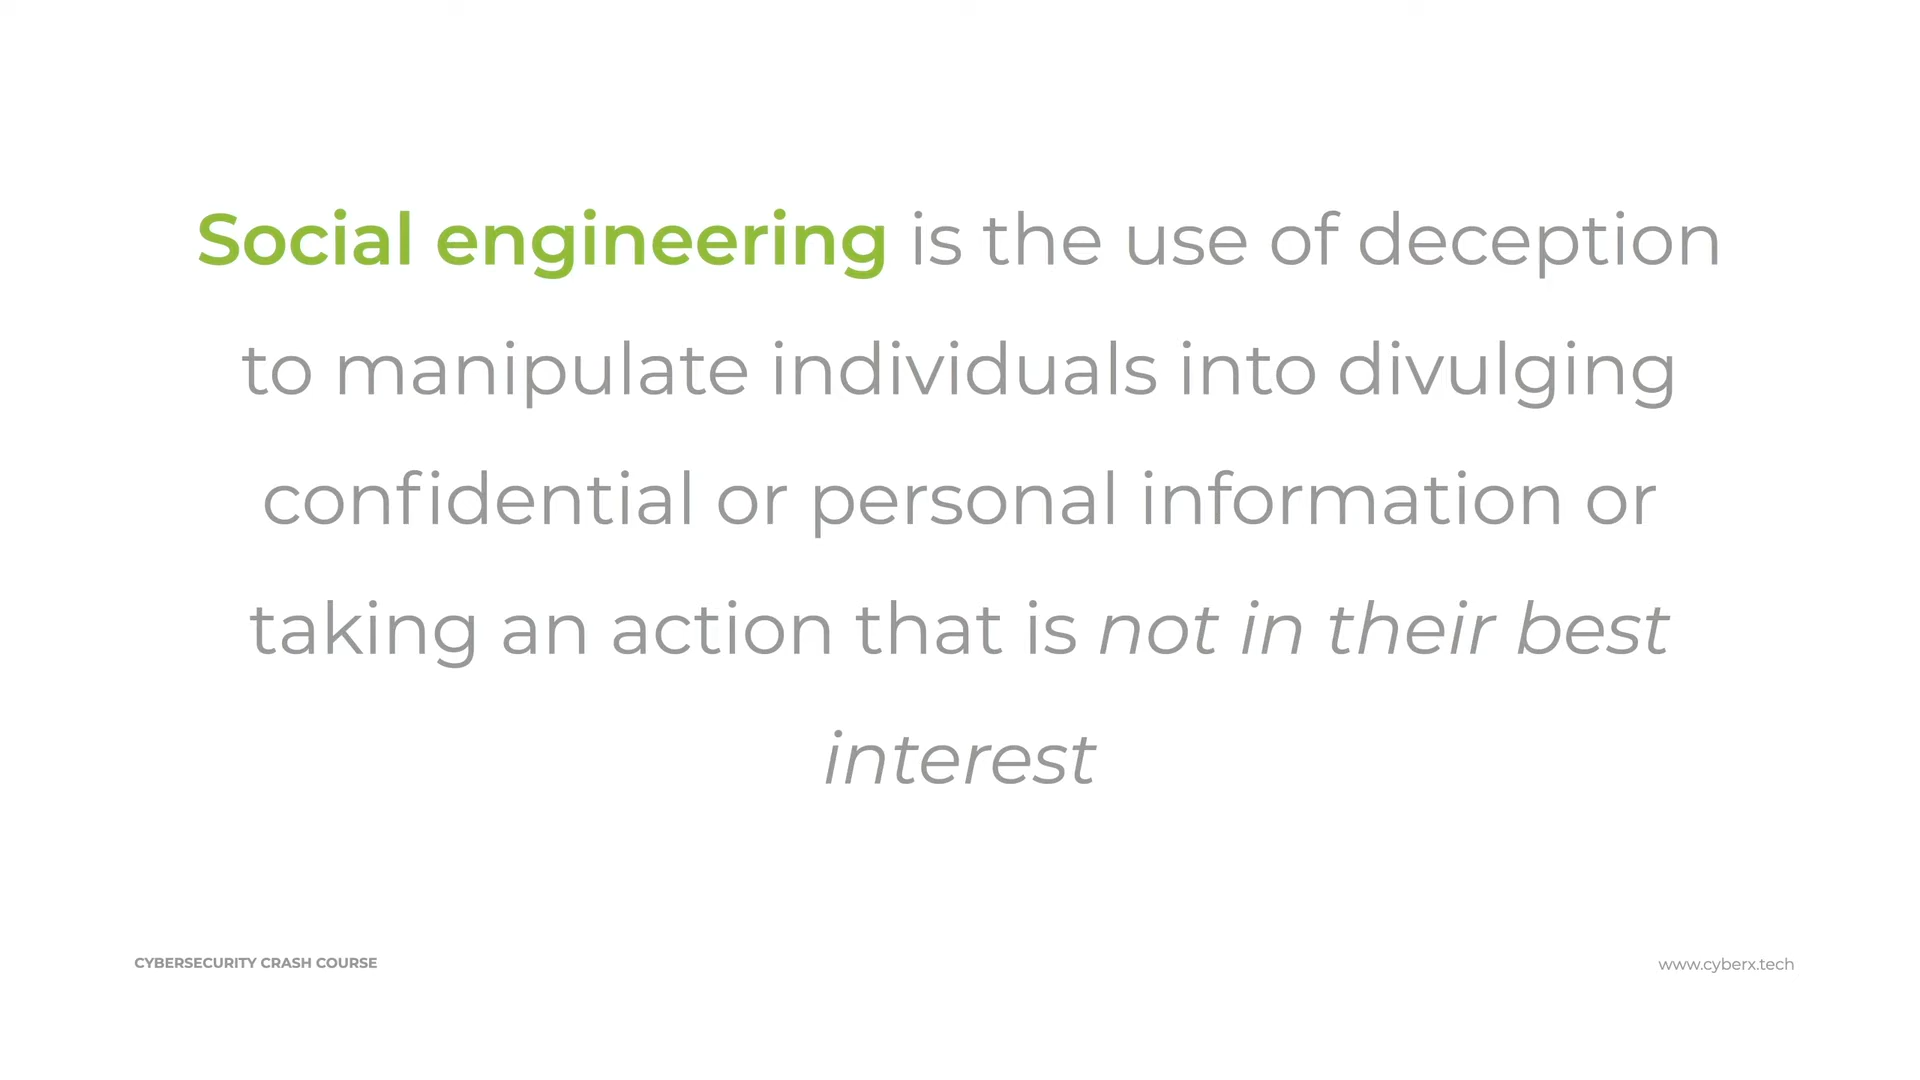 Social engineering is the use of deception
to manipulate individuals into divulging
confidential or personal information or
taking an action that is not in their best
interest
CYBERSECURITY CRASH COURSE
www.cyberx.tech